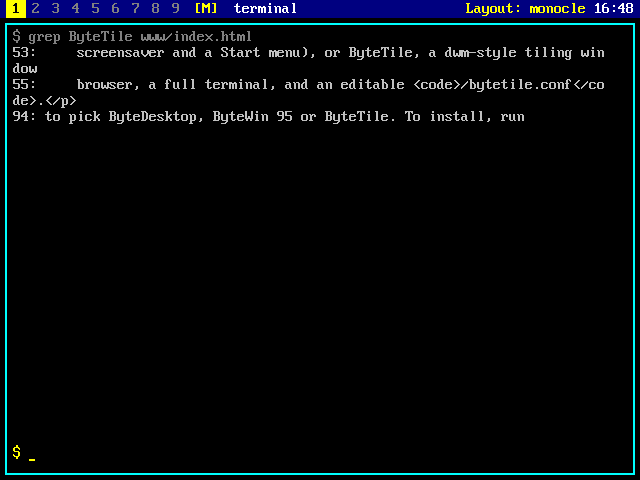 1 2 3 4 5 6 7 8 9 [M] terminal Layout: monocle 16:48
$ grep ByteTile www/index.html
53:     screensaver and a Start menu), or ByteTile, a dwm-style tiling win
dow
55:     browser, a full terminal, and an editable <code>/bytetile.conf</co
de>.</p>
94: to pick ByteDesktop, ByteWin 95 or ByteTile. To install, run
$ _